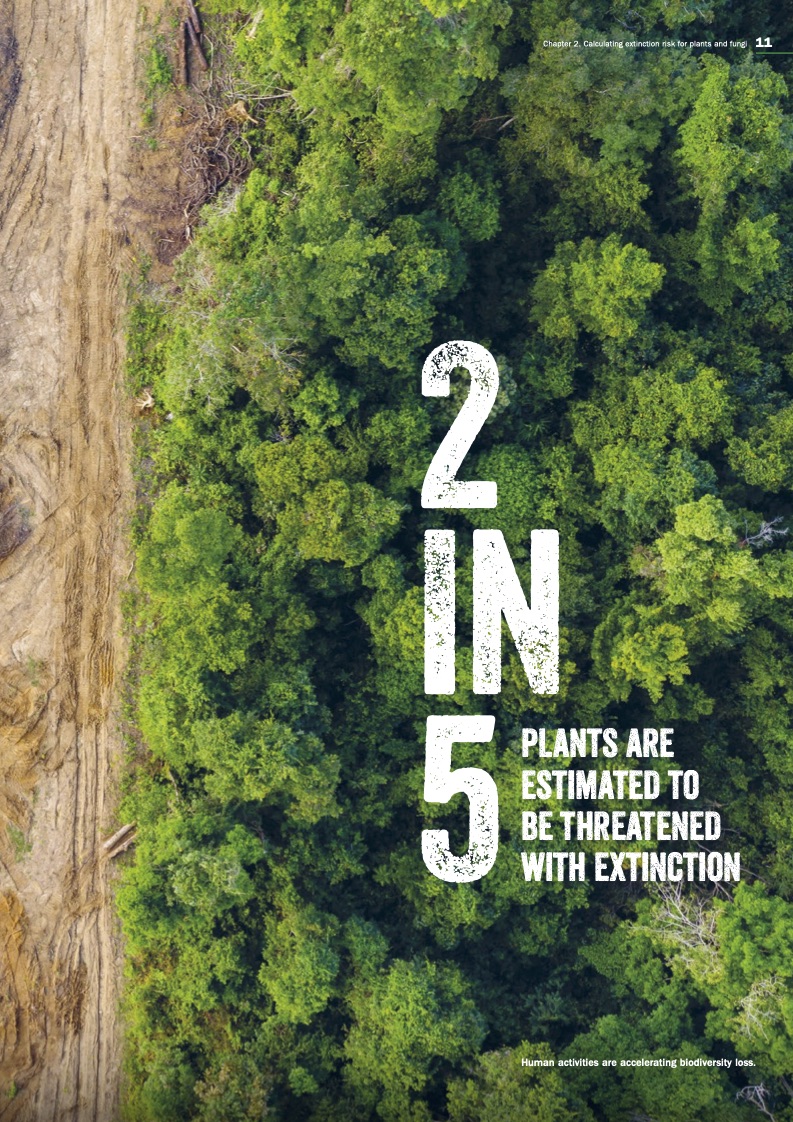 Chapter 2. Calculating extinction risk for plants and fungi 11
2
IN
5
PLANTS ARE
ESTIMATED TO
BE THREATENED
WITH EXTINCTION
Human activities are accelerating biodiversity loss.